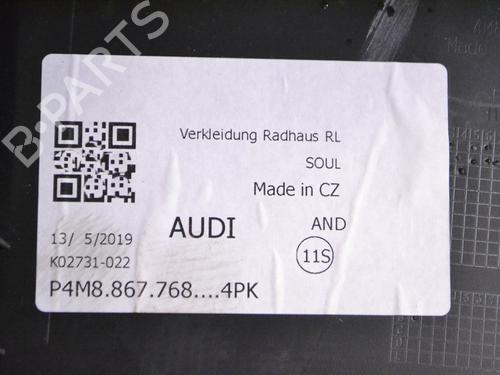 B-PARTS
Verkleidung Radhaus RL
SOUL
Made in CZ
AUDI
AND
11S
13/ 5/2019
K02731-022
P4M8.867.768....4PK
Made